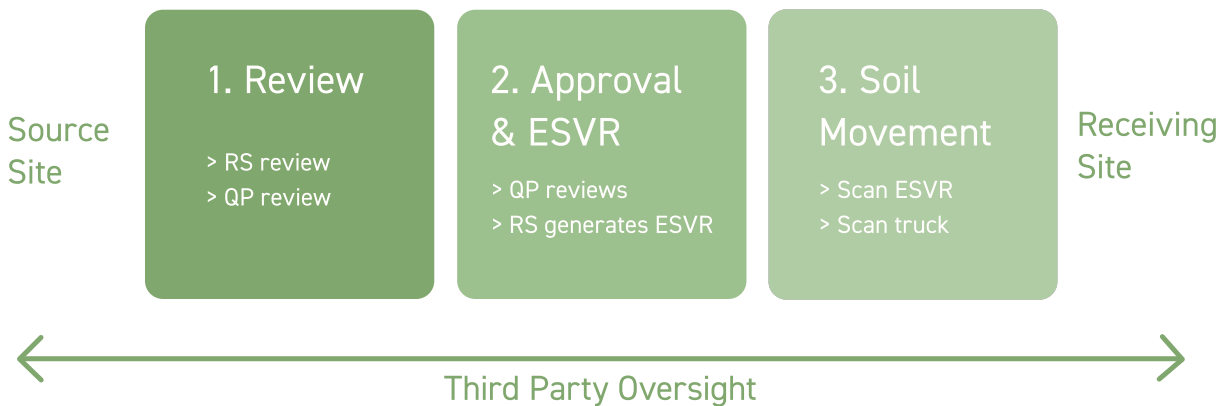 Source
Site
1. Review
> RS review
> QP review
2. Approval
& ESVR
> QP reviews
> RS generates ESVR
3. Soil
Movement
> Scan ESVR
> Scan truck
Receiving
Site
Third Party Oversight